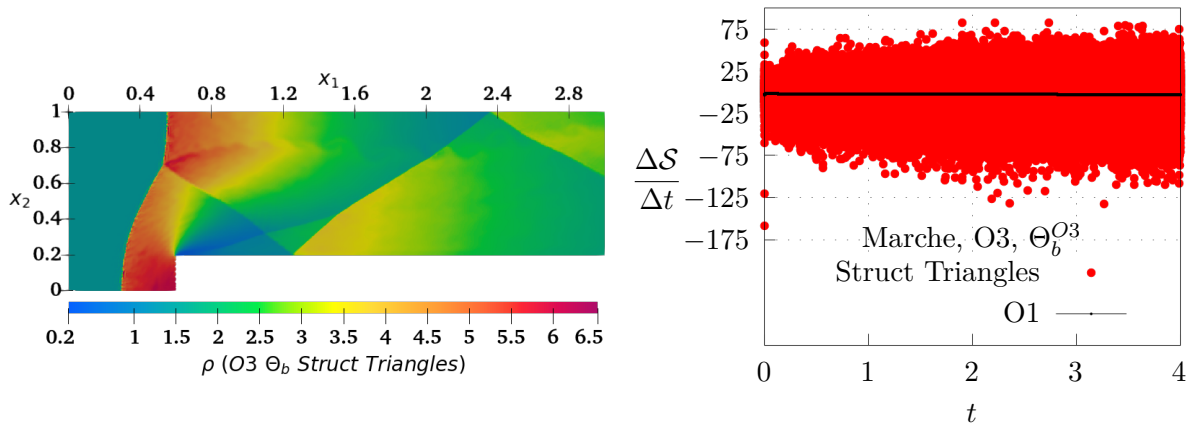 x₁
0 0.4 0.8 1.2 1.6 2 2.4 2.8
1
0.8
0.6
x₂
0.4
0.2
0
0.2 1 1.5 2 2.5 3 3.5 4 4.5 5 5.5 6 6.5
ρ (O3 Θ_b Struct Triangles)
75
25
−25
−75
ΔS
Δt
−125
−175
Marche, O3, Θ_b^{O3}
Struct Triangles
O1
0 1 2 3 4
t